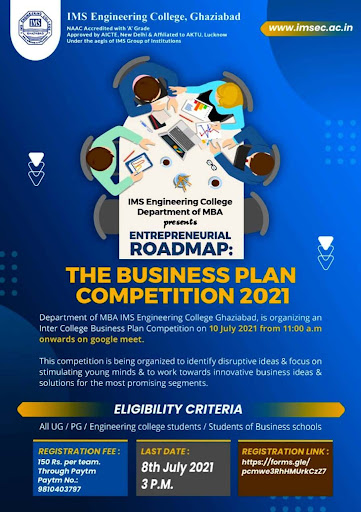 IMS Engineering College, Ghaziabad
NAAC Accredited with 'A' Grade
Approved by AICTE, New Delhi & Affiliated to AKTU, Lucknow
Under the aegis of IMS Group of Institutions
www.imsec.ac.in
IMS Engineering College
Department of MBA
presents
ENTREPRENEURIAL
ROADMAP:
THE BUSINESS PLAN
COMPETITION 2021
Department of MBA IMS Engineering College Ghaziabad, is organizing an
Inter College Business Plan Competition on 10 July 2021 from 11:00 a.m
onwards on google meet.
This competition is being organized to identify disruptive ideas & focus on
stimulating young minds & to work towards innovative business ideas &
solutions for the most promising segments.
ELIGIBILITY CRITERIA
All UG / PG / Engineering college students / Students of Business schools
REGISTRATION FEE :
150 Rs. per team.
Through Paytm
Paytm No.:
9810403797
LAST DATE :
8th July 2021
3 P.M.
REGISTRATION LINK :
https://forms.gle/
pcmwe3RhHMUrkCzZ7